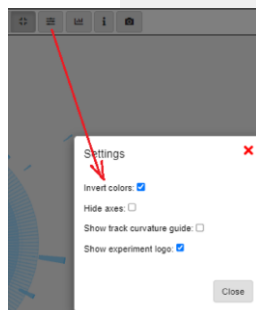 Settings
Invert colors:
Hide axes:
Show track curvature guide:
Show experiment logo:
Close